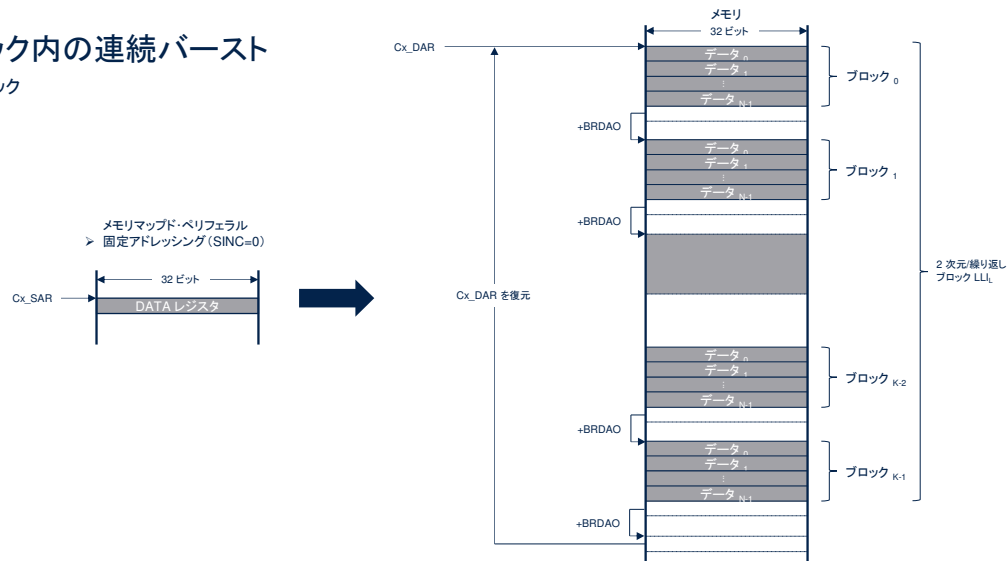 ック内の連続バースト
ック
メモリマップド・ペリフェラル
➢ 固定アドレッシング（SINC=0）
32 ビット
Cx_SAR
DATA レジスタ
メモリ
32 ビット
Cx_DAR
データ 0
データ 1
⋮
データ N-1
ブロック 0
+BRDAO
データ 0
データ 1
⋮
データ N-1
ブロック 1
+BRDAO
Cx_DAR を復元
2 次元/繰り返し
ブロック LLIL
データ 0
データ 1
⋮
データ N-1
ブロック K-2
+BRDAO
データ 0
データ 1
⋮
データ N-1
ブロック K-1
+BRDAO